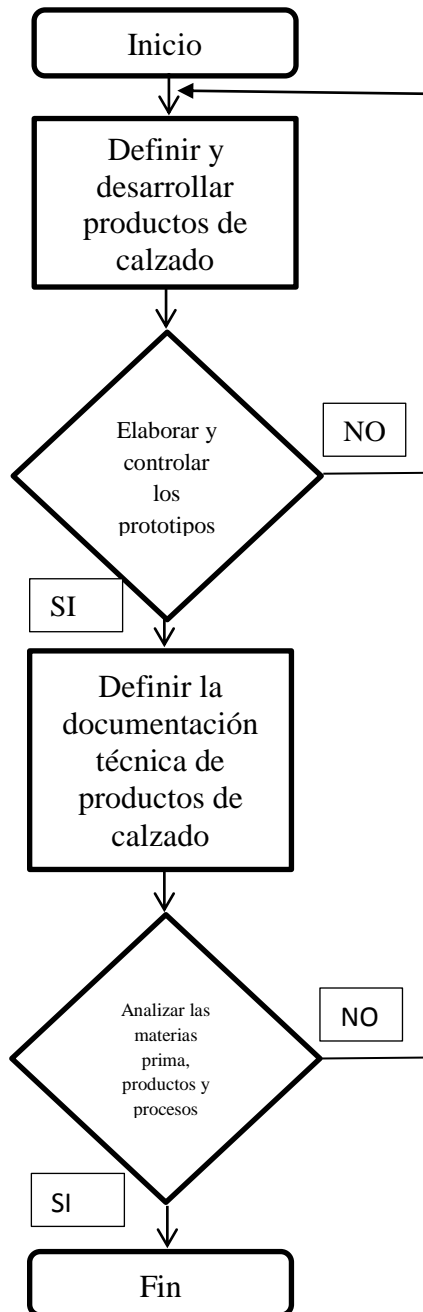 Inicio
Definir y
desarrollar
productos de
calzado
Elaborar y
controlar
los
prototipos
NO
SI
Definir la
documentación
técnica de
productos de
calzado
Analizar las
materias
prima,
productos y
procesos
NO
SI
Fin